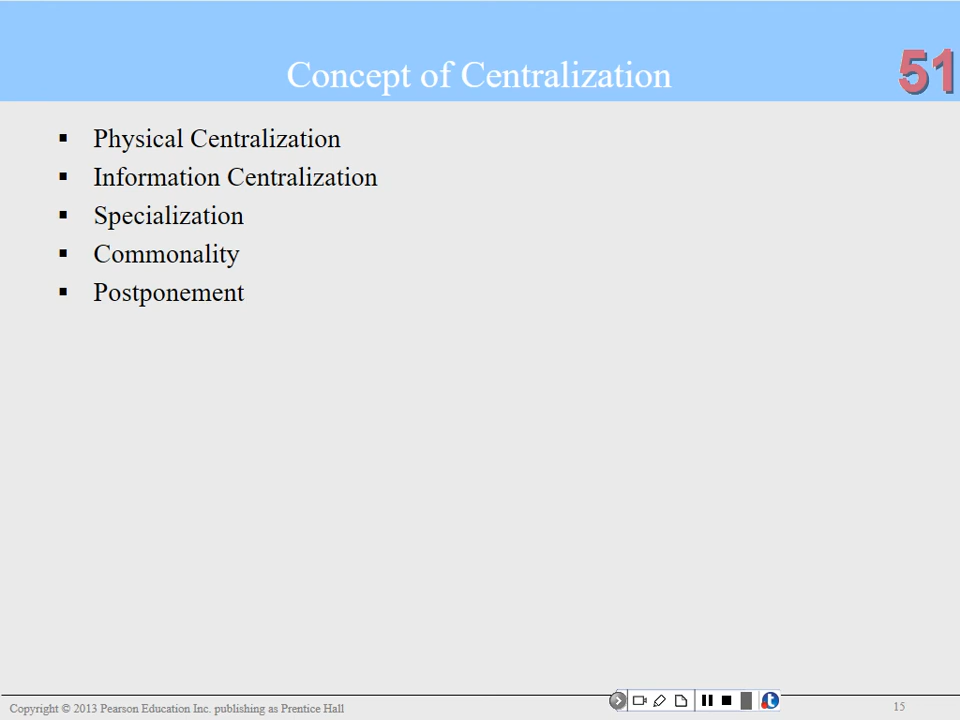 Concept of Centralization
51
▪ Physical Centralization
▪ Information Centralization
▪ Specialization
▪ Commonality
▪ Postponement
Copyright © 2013 Pearson Education Inc. publishing as Prentice Hall
t
15